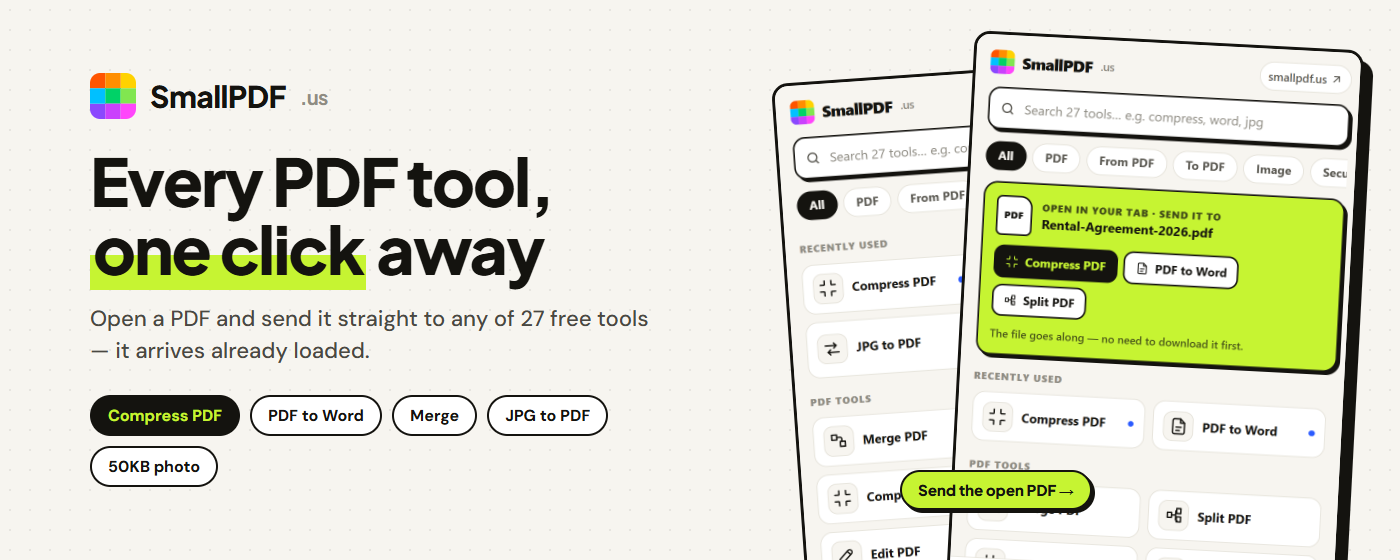 SmallPDF .us
Every PDF tool,
one click away
Open a PDF and send it straight to any of 27 free tools
— it arrives already loaded.
Compress PDF
PDF to Word
Merge
JPG to PDF
50KB photo
SmallPDF .us
Search 27 tools... e.g. co
All
PDF
From PDF
RECENTLY USED
Compress PDF
JPG to PDF
PDF TOOLS
Merge PDF
Comp
Edit PDF
SmallPDF .us
smallpdf.us ↗
Search 27 tools... e.g. compress, word, jpg
All
PDF
From PDF
To PDF
Image
Secu
PDF
OPEN IN YOUR TAB · SEND IT TO
Rental-Agreement-2026.pdf
Compress PDF
PDF to Word
Split PDF
The file goes along — no need to download it first.
RECENTLY USED
Compress PDF
PDF to Word
PDF TOOLS
Split PDF
Send the open PDF →